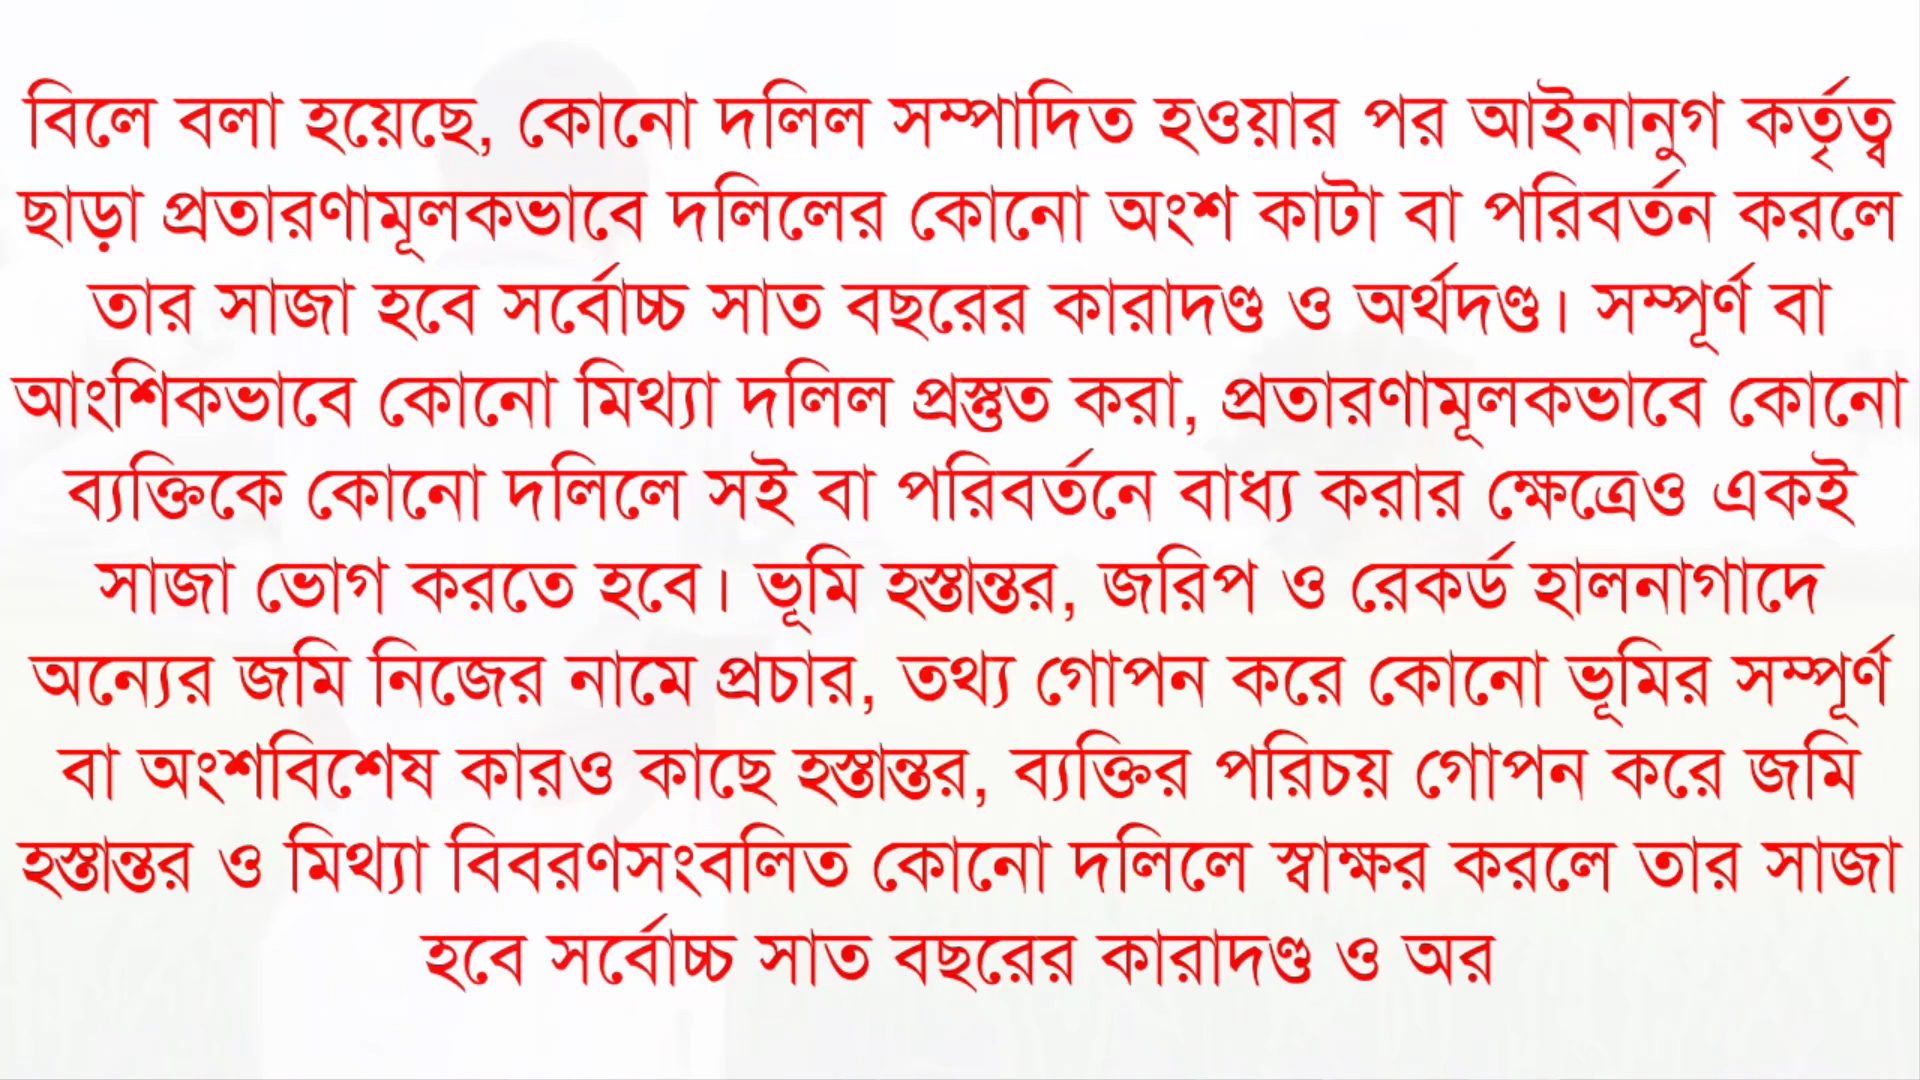 বিলে বলা হয়েছে, কোনো দলিল সম্পাদিত হওয়ার পর আইনানুগ কর্তৃত্ব
ছাড়া প্রতারণামূলকভাবে দলিলের কোনো অংশ কাটা বা পরিবর্তন করলে
তার সাজা হবে সর্বোচ্চ সাত বছরের কারাদণ্ড ও অর্থদণ্ড। সম্পূর্ণ বা
আংশিকভাবে কোনো মিথ্যা দলিল প্রস্তুত করা, প্রতারণামূলকভাবে কোনো
ব্যক্তিকে কোনো দলিলে সই বা পরিবর্তনে বাধ্য করার ক্ষেত্রেও একই
সাজা ভোগ করতে হবে। ভূমি হস্তান্তর, জরিপ ও রেকর্ড হালনাগাদে
অন্যের জমি নিজের নামে প্রচার, তথ্য গোপন করে কোনো ভূমির সম্পূর্ণ
বা অংশবিশেষ কারও কাছে হস্তান্তর, ব্যক্তির পরিচয় গোপন করে জমি
হস্তান্তর ও মিথ্যা বিবরণসংবলিত কোনো দলিলে স্বাক্ষর করলে তার সাজা
হবে সর্বোচ্চ সাত বছরের কারাদণ্ড ও অর